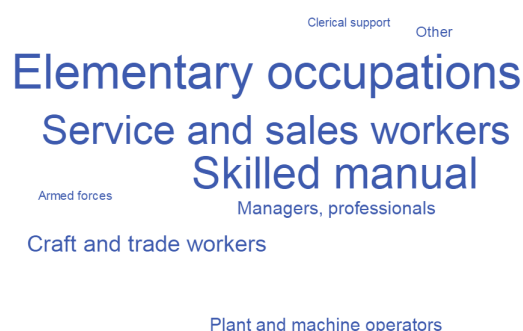 Clerical support
Other
Elementary occupations
Service and sales workers
Skilled manual
Armed forces
Managers, professionals
Craft and trade workers
Plant and machine operators